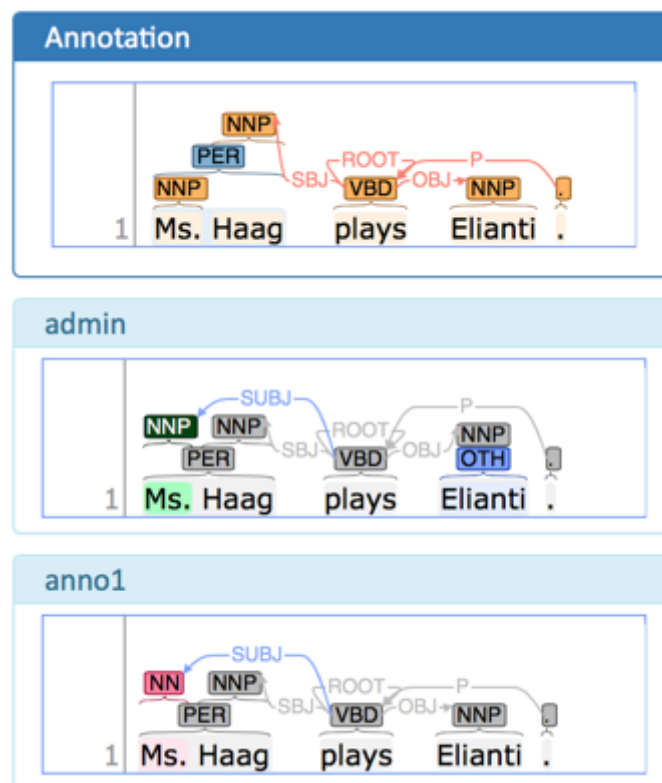 Annotation
NNP
PER
NNP SBJ ROOT VBD OBJ P NNP .
1 Ms. Haag plays Elianti .
admin
SUBJ
NNP NNP SBJ ROOT P NNP
PER VBD OBJ OTH .
1 Ms. Haag plays Elianti .
anno1
SUBJ
NN NNP SBJ ROOT P
PER VBD OBJ NNP .
1 Ms. Haag plays Elianti .